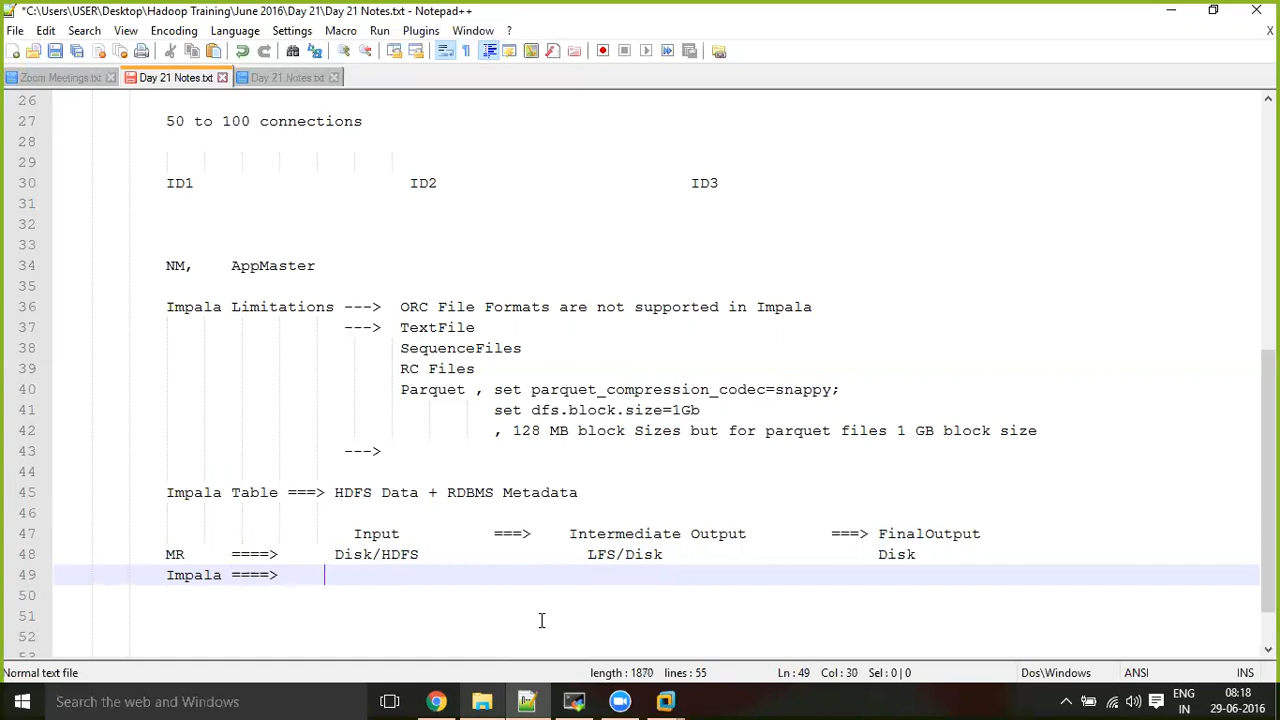 *C:\Users\USER\Desktop\Hadoop Training\June 2016\Day 21\Day 21 Notes.txt - Notepad++
File Edit Search View Encoding Language Settings Macro Run Plugins Window ? X
Zoom Meetings.txt Day 21 Notes.txt Day 21 Notes.txt
26
27 50 to 100 connections
28
29
30 ID1 ID2 ID3
31
32
33
34 NM, AppMaster
35
36 Impala Limitations ---> ORC File Formats are not supported in Impala
37 ---> TextFile
38 SequenceFiles
39 RC Files
40 Parquet , set parquet_compression_codec=snappy;
41 set dfs.block.size=1Gb
42 , 128 MB block Sizes but for parquet files 1 GB block size
43 --->
44
45 Impala Table ===> HDFS Data + RDBMS Metadata
46
47 Input ===> Intermediate Output ===> FinalOutput
48 MR ====> Disk/HDFS LFS/Disk Disk
49 Impala ====>
50
51
52
53
Normal text file length : 1870 lines : 55 Ln : 49 Col : 30 Sel : 0 | 0 Dos\Windows ANSI INS
Search the web and Windows ENG 08:18
IN 29-06-2016